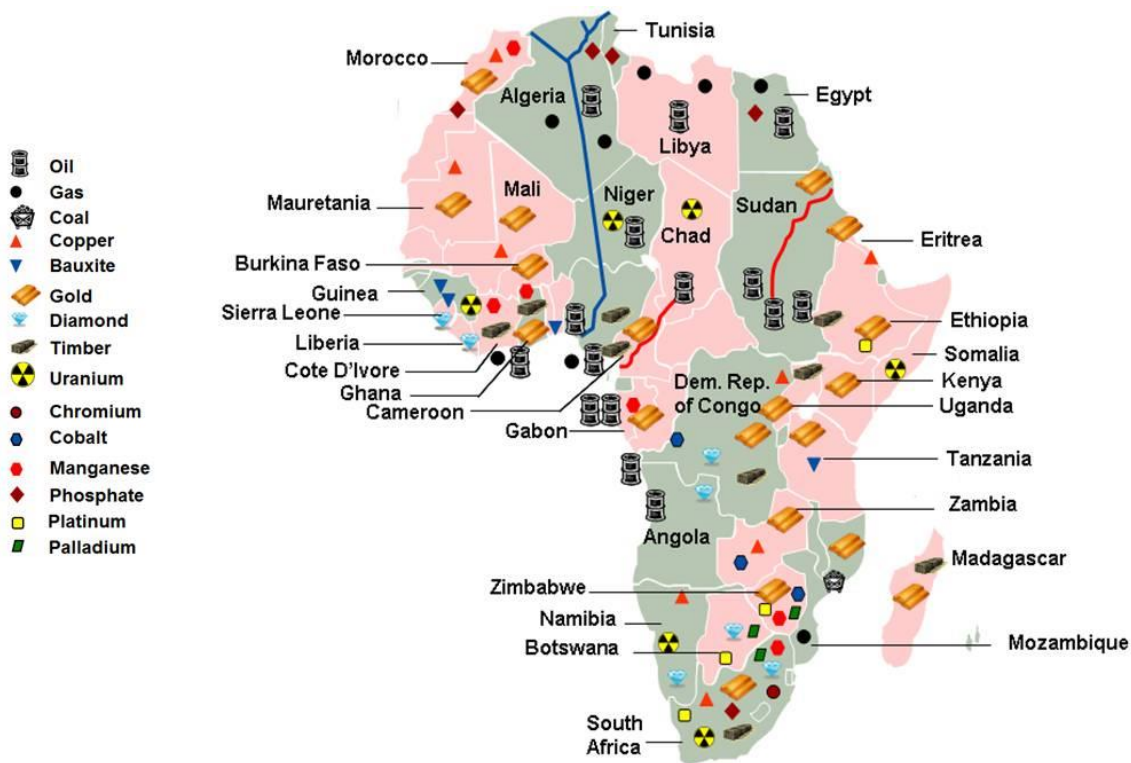 Oil
Gas
Coal
Copper
Bauxite
Gold
Diamond
Timber
Uranium
Chromium
Cobalt
Manganese
Phosphate
Platinum
Palladium
Tunisia
Morocco
Algeria
Egypt
Libya
Mali
Niger
Mauretania
Sudan
Chad
Eritrea
Burkina Faso
Guinea
Sierra Leone
Ethiopia
Liberia
Somalia
Cote D'Ivore
Dem. Rep.
of Congo
Kenya
Ghana
Uganda
Cameroon
Gabon
Tanzania
Zambia
Angola
Madagascar
Zimbabwe
Namibia
Botswana
Mozambique
South
Africa